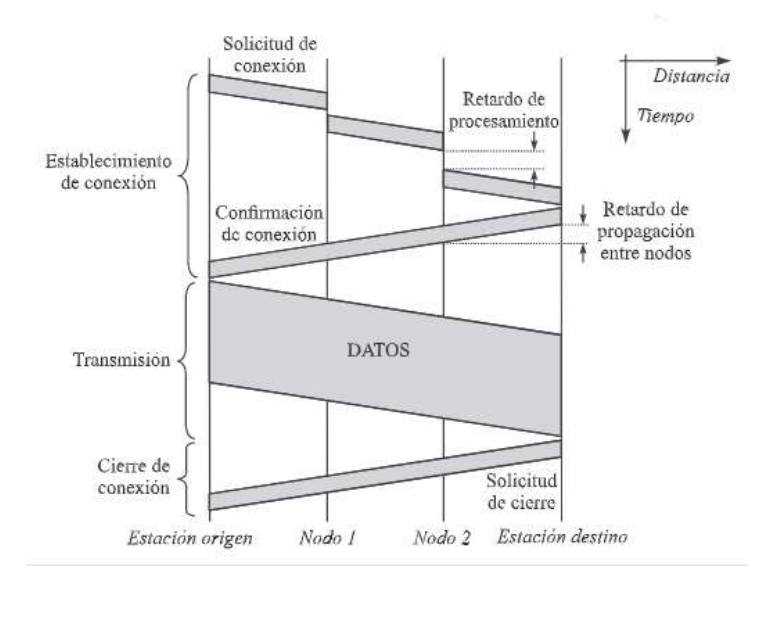 Solicitud de
conexión
Distancia
Tiempo
Retardo de
procesamiento
Establecimiento
de conexión
Confirmación
de conexión
Retardo de
propagación
entre nodos
Transmisión
DATOS
Cierre de
conexión
Solicitud
de cierre
Estación origen
Nodo 1
Nodo 2
Estación destino